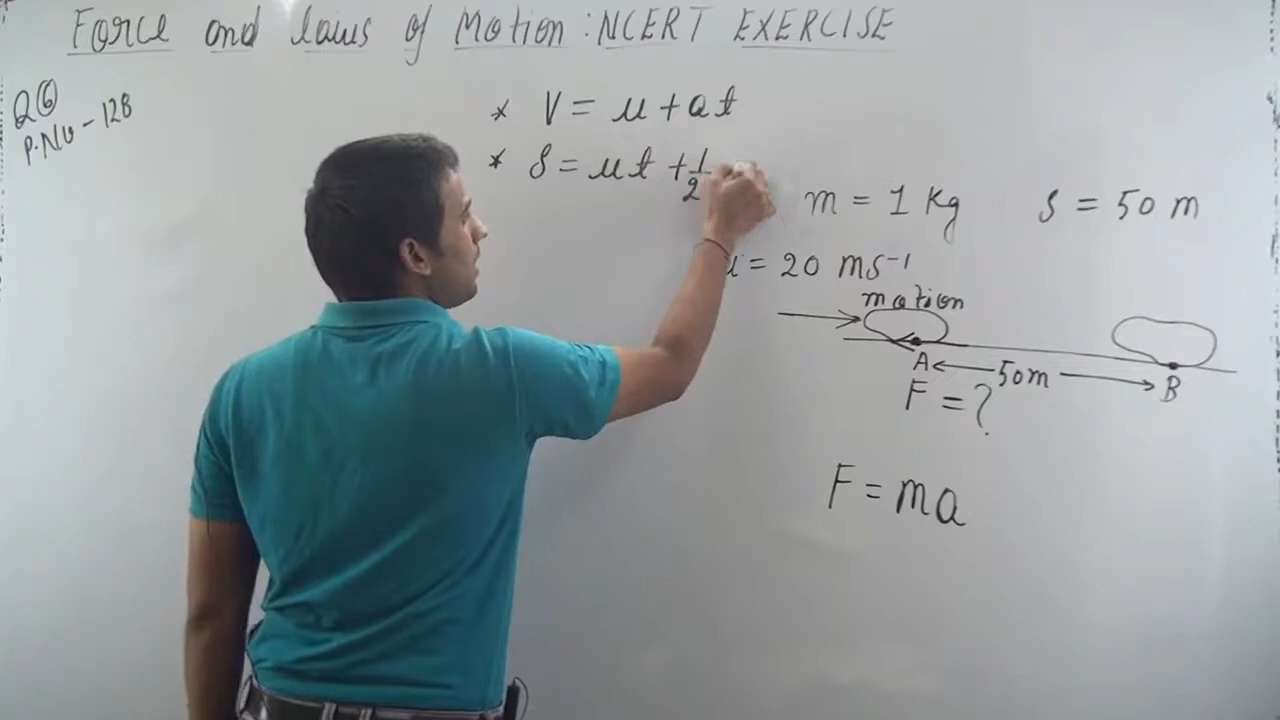 Force and laws of Motion : NCERT EXERCISE
Q6
P.No - 128
* V = u + at
* S = ut + 1/2
m = 1 kg S = 50 m
u = 20 ms⁻¹
motion
A 50m B
F = ?
F = ma